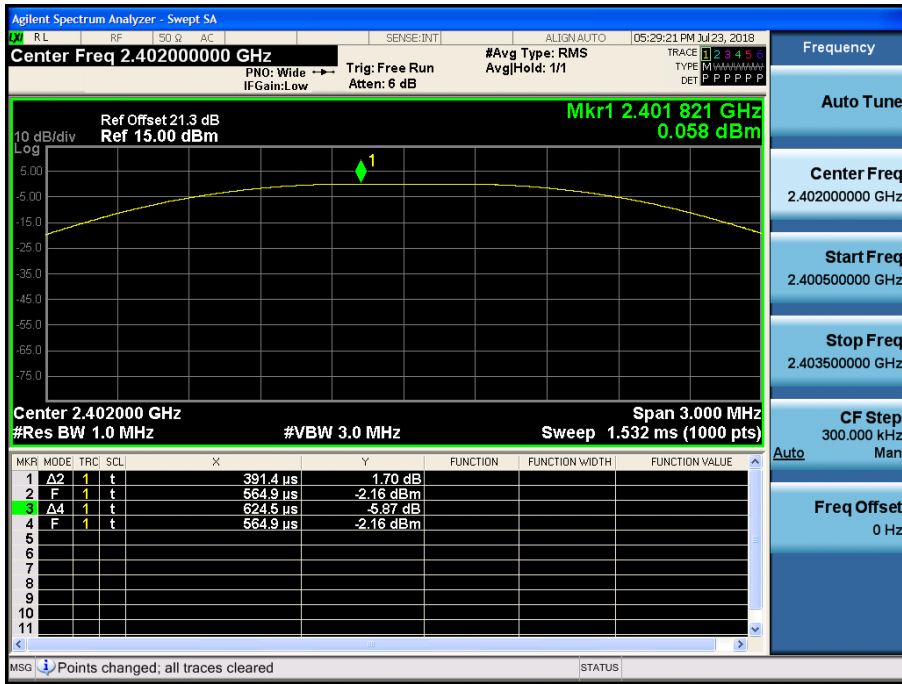 Agilent Spectrum Analyzer - Swept SA
LXI RL RF 50 Ω AC SENSE:INT ALIGNAUTO 05:29:21 PM Jul 23, 2018
Center Freq 2.402000000 GHz
#Avg Type: RMS
Avg|Hold: 1/1
PNO: Wide
IFGain:Low
Trig: Free Run
Atten: 6 dB
TRACE 1 2 3 4 5 6
TYPE M
DET P P P P P P
Mkr1 2.401 821 GHz
0.058 dBm
Ref Offset 21.3 dB
10 dB/div Ref 15.00 dBm
Log
1
5.00
-5.00
-15.0
-25.0
-35.0
-45.0
-55.0
-65.0
-75.0
Center 2.402000 GHz Span 3.000 MHz
#Res BW 1.0 MHz #VBW 3.0 MHz Sweep 1.532 ms (1000 pts)
MKR MODE TRC SCL X Y FUNCTION FUNCTION WIDTH FUNCTION VALUE
1 Δ2 1 t 391.4 µs 1.70 dB
2 F 1 t 564.9 µs -2.16 dBm
3 Δ4 1 t 624.5 µs -5.87 dB
4 F 1 t 564.9 µs -2.16 dBm
5
6
7
8
9
10
11
MSG Points changed; all traces cleared STATUS
Frequency
Auto Tune
Center Freq
2.402000000 GHz
Start Freq
2.400500000 GHz
Stop Freq
2.403500000 GHz
CF Step
300.000 kHz
Auto Man
Freq Offset
0 Hz